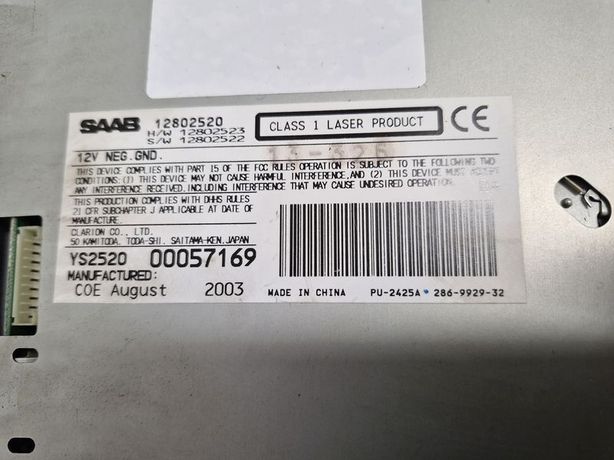 SAAB 12802520
H/W 12802523
S/W 12802522
CLASS 1 LASER PRODUCT
CE
12V NEG.GND.
13-326
THIS DEVICE COMPLIES WITH PART 15 OF THE FCC RULES OPERATION IS SUBJECT TO THE FOLLOWING TWO
CONDITIONS: (1) THIS DEVICE MAY NOT CAUSE HARMFUL INTERFERENCE, AND (2) THIS DEVICE MUST ACCEPT
ANY INTERFERENCE RECEIVED, INCLUDING INTERFERENCE THAT MAY CAUSE UNDESIRED OPERATION.
THIS PRODUCTION COMPLIES WITH DHHS RULES
21 CFR SUBCHAPTER J APPLICABLE AT DATE OF
MANUFACTURE.
CLARION CO., LTD.
50 KAMITODA, TODA-SHI, SAITAMA-KEN, JAPAN
YS2520 00057169
MANUFACTURED:
COE August 2003
MADE IN CHINA PU-2425A * 286-9929-32